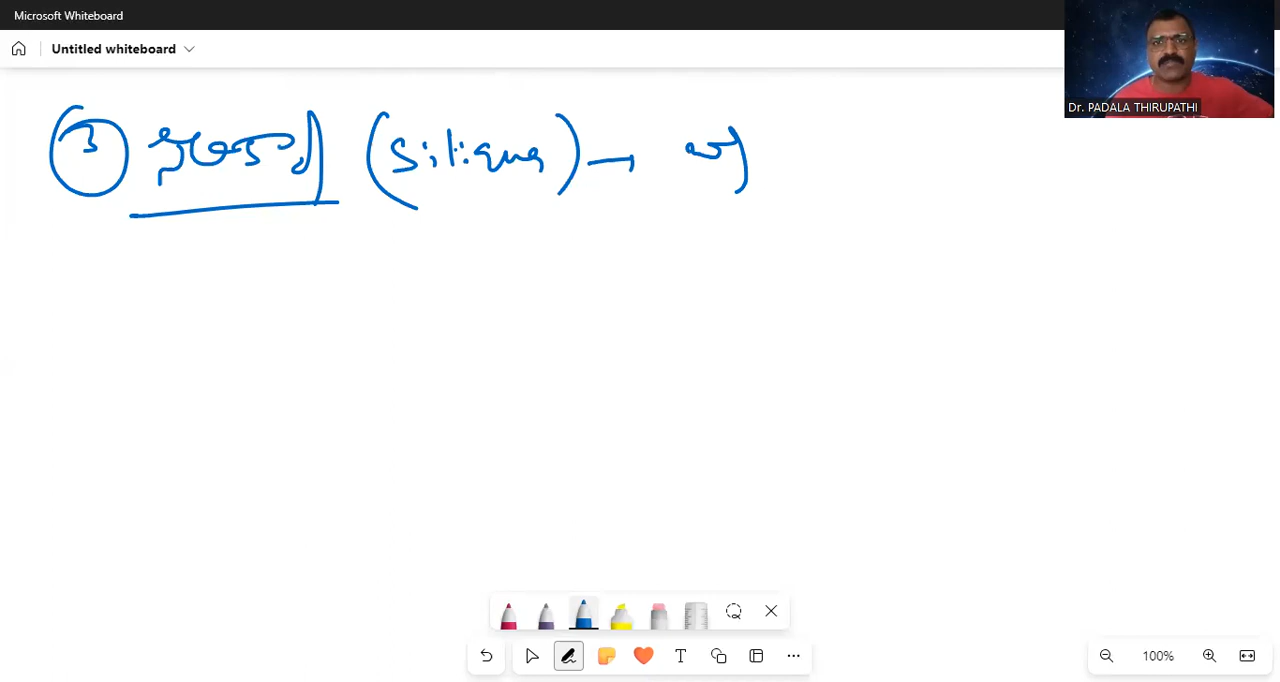 Microsoft Whiteboard
Untitled whiteboard
Dr. PADALA THIRUPATHI
3 (Siliqua) →
100%